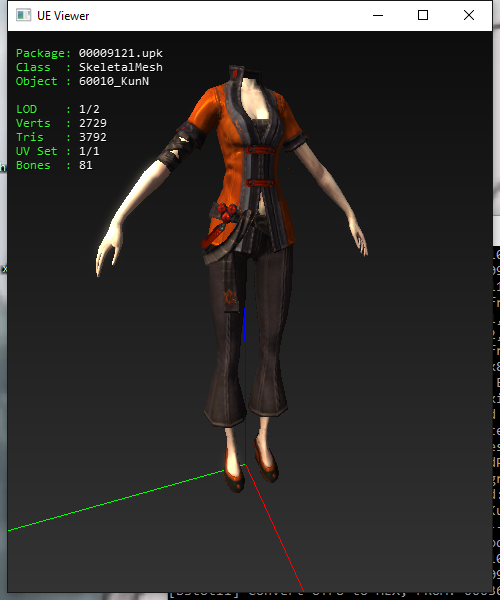 UE Viewer
Package: 00009121.upk
Class : SkeletalMesh
Object : 60010_KunN
LOD : 1/2
Verts : 2729
Tris : 3792
UV Set : 1/1
Bones : 81